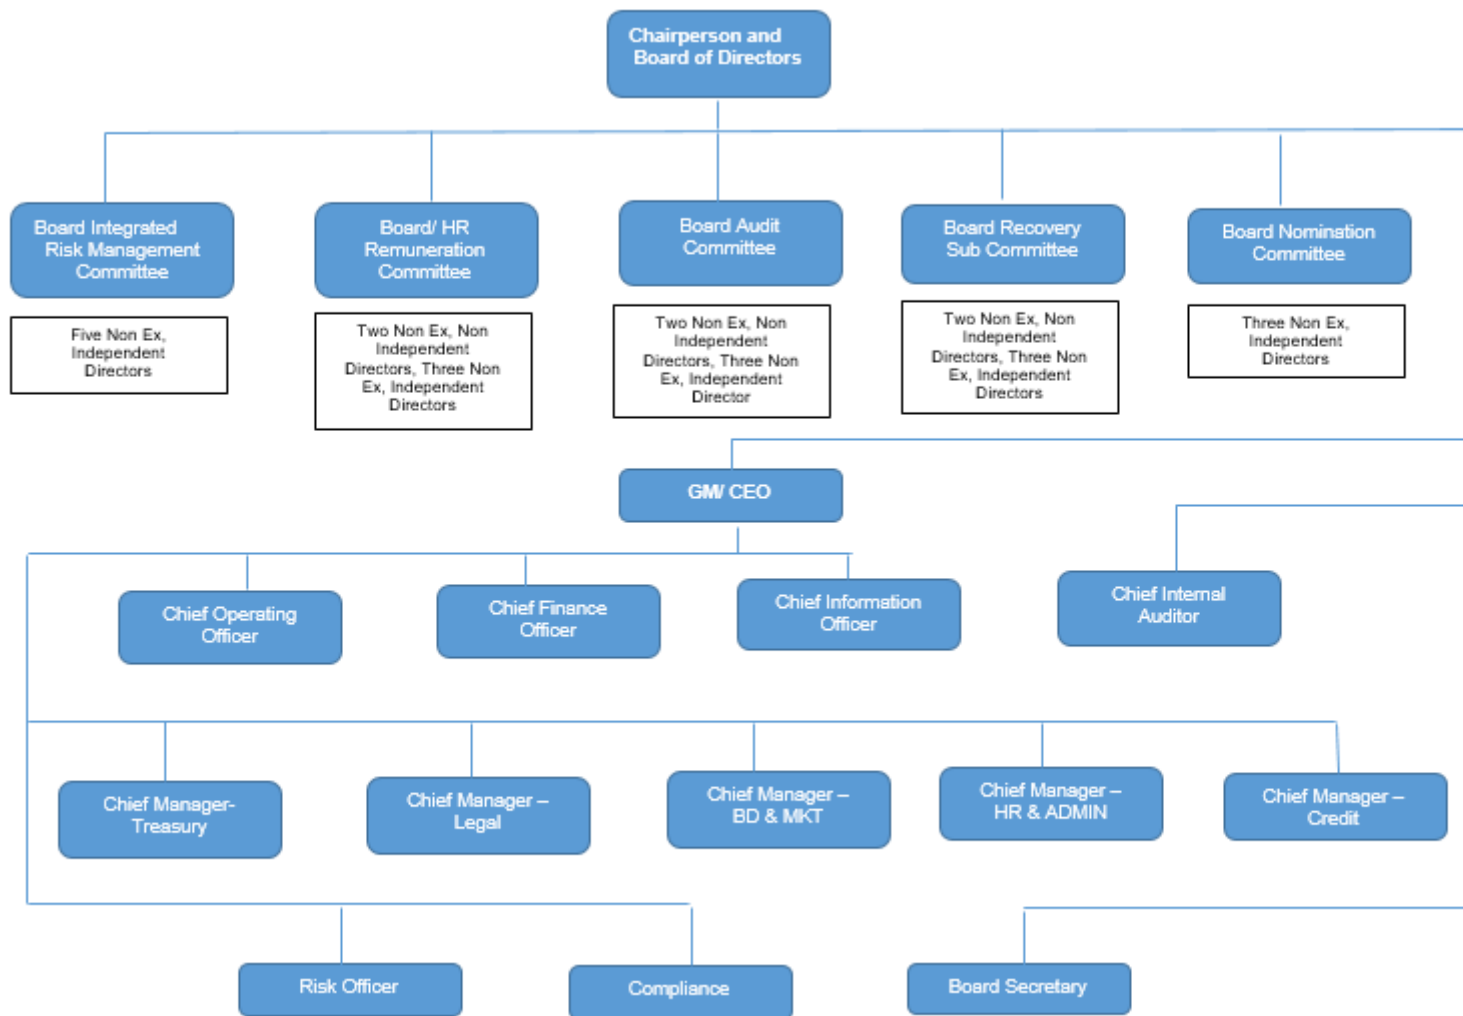 Chairperson and
Board of Directors
Board Integrated
Risk Management
Committee
Board/ HR
Remuneration
Committee
Board Audit
Committee
Board Recovery
Sub Committee
Board Nomination
Committee
Five Non Ex,
Independent
Directors
Two Non Ex, Non
Independent
Directors, Three Non
Ex, Independent
Directors
Two Non Ex, Non
Independent
Directors, Three Non
Ex, Independent
Director
Two Non Ex, Non
Independent
Directors, Three Non
Ex, Independent
Directors
Three Non Ex,
Independent
Directors
GM/ CEO
Chief Operating
Officer
Chief Finance
Officer
Chief Information
Officer
Chief Internal
Auditor
Chief Manager-
Treasury
Chief Manager –
Legal
Chief Manager –
BD & MKT
Chief Manager –
HR & ADMIN
Chief Manager –
Credit
Risk Officer
Compliance
Board Secretary